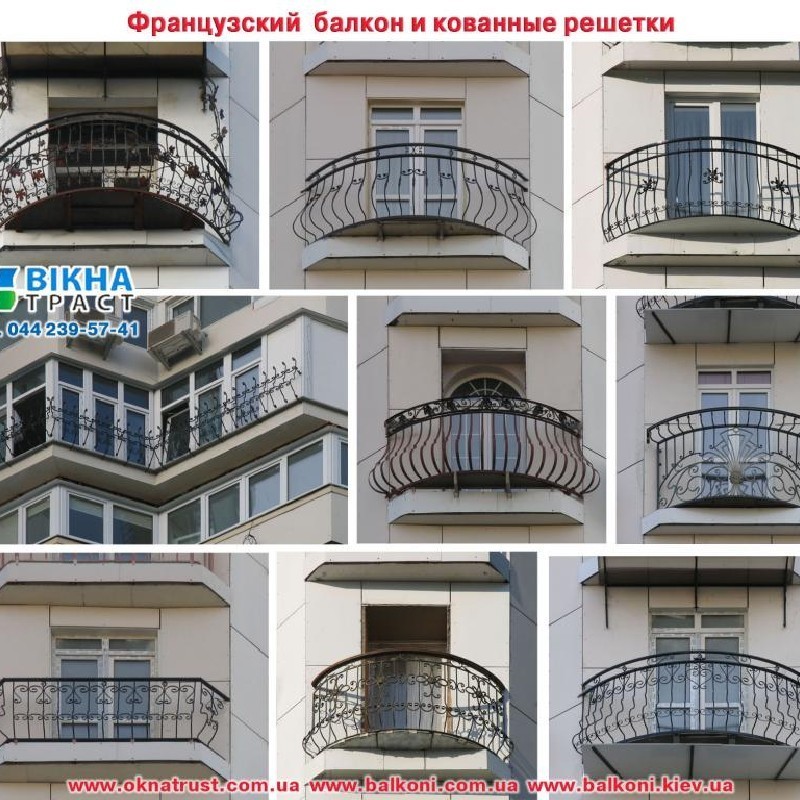 Французский балкон и кованные решетки
ВІКНА
ТРАСТ
044 239-57-41
www.oknatrust.com.ua www.balkoni.com.ua www.balkoni.kiev.ua